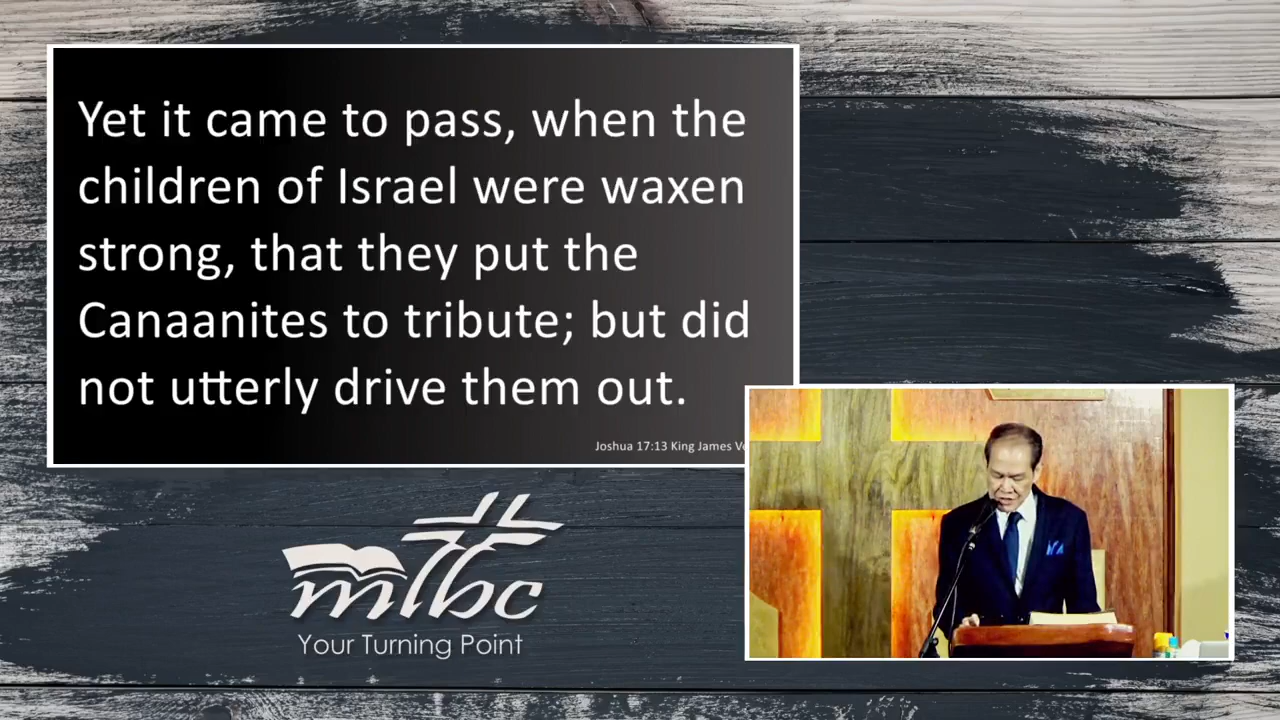 Yet it came to pass, when the
children of Israel were waxen
strong, that they put the
Canaanites to tribute; but did
not utterly drive them out.
Joshua 17:13 King James
mlbc
Your Turning Point